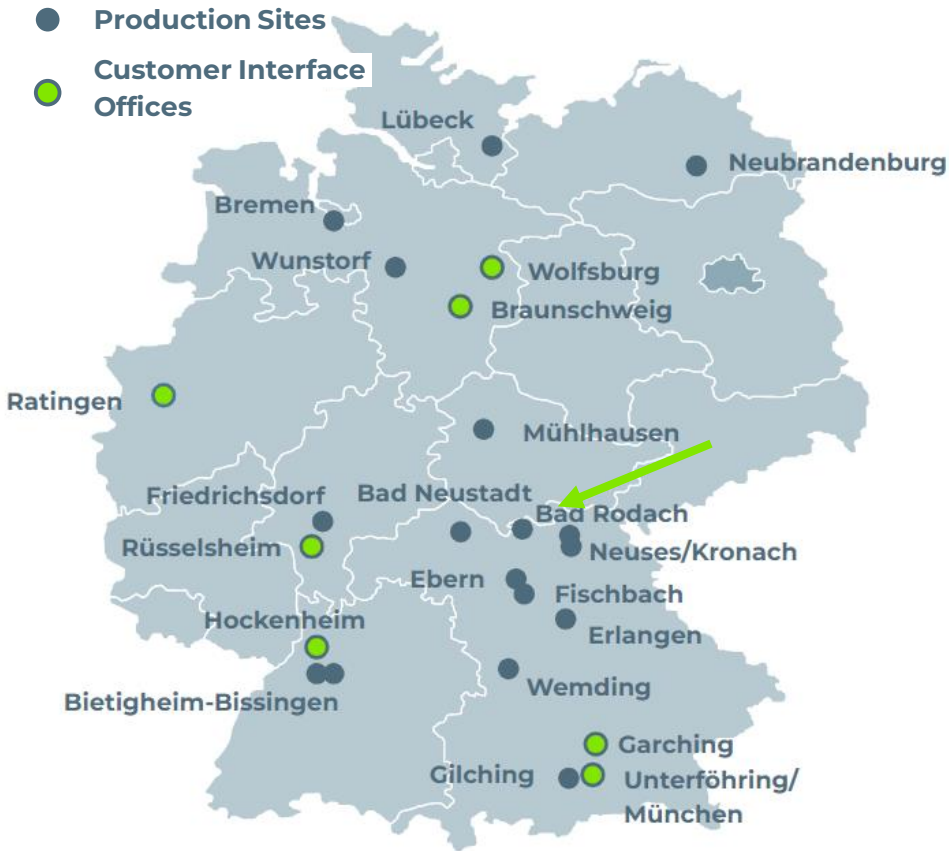 Production Sites
Customer Interface
Offices
Lübeck
Neubrandenburg
Bremen
Wunstorf
Wolfsburg
Braunschweig
Ratingen
Mühlhausen
Friedrichsdorf
Bad Neustadt
Bad Rodach
Rüsselsheim
Neuses/Kronach
Ebern
Fischbach
Hockenheim
Erlangen
Bietigheim-Bissingen
Wemding
Garching
Gilching
Unterföhring/
München